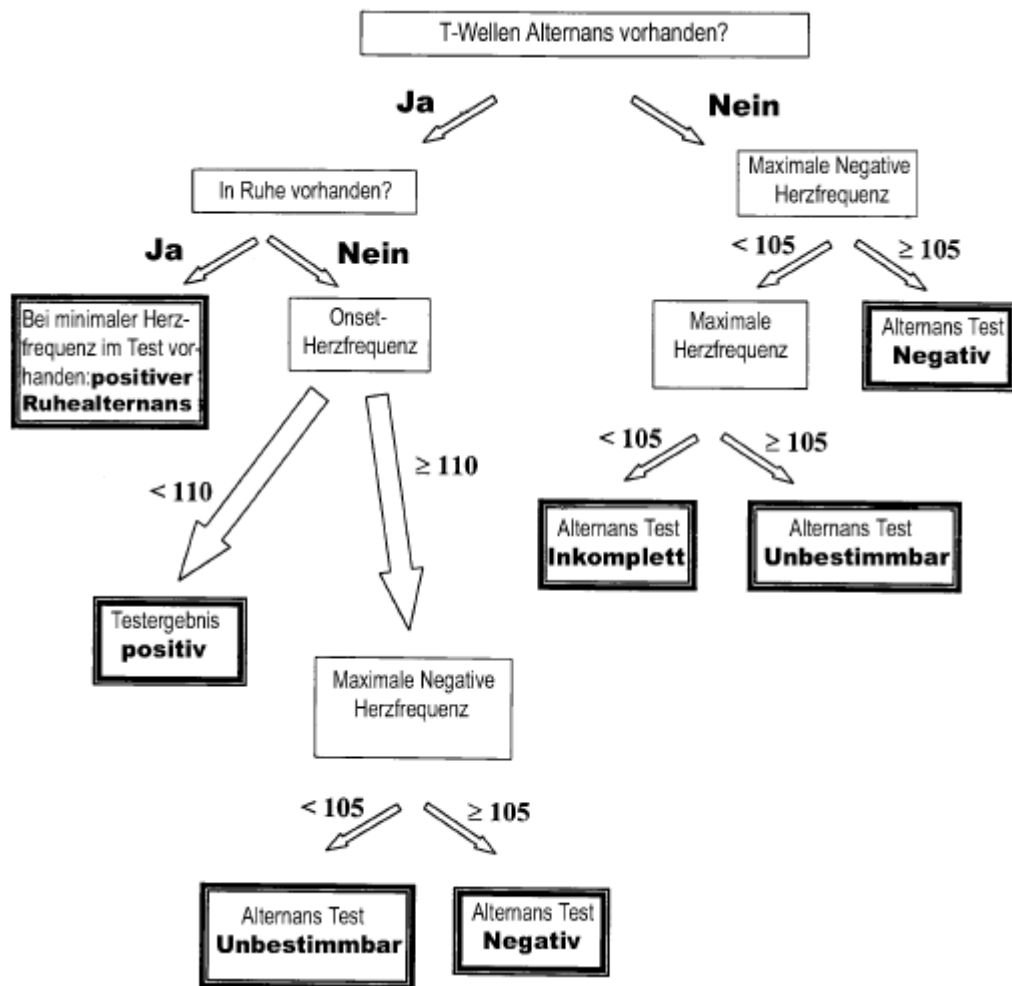 T-Wellen Alternans vorhanden?
Ja
Nein
In Ruhe vorhanden?
Maximale Negative
Herzfrequenz
Ja
Nein
< 105
≥ 105
Bei minimaler Herz-
frequenz im Test vor-
handen:positiver
Ruhealternans
Onset-
Herzfrequenz
Maximale
Herzfrequenz
Alternans Test
Negativ
< 110
≥ 110
< 105
≥ 105
Alternans Test
Inkomplett
Alternans Test
Unbestimmbar
Testergebnis
positiv
Maximale Negative
Herzfrequenz
< 105
≥ 105
Alternans Test
Unbestimmbar
Alternans Test
Negativ